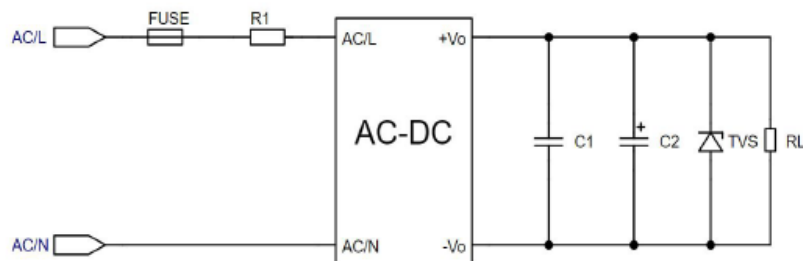 FUSE R1
AC/L AC/L +Vo
AC-DC
+
C1 C2 TVS RL
AC/N AC/N -Vo